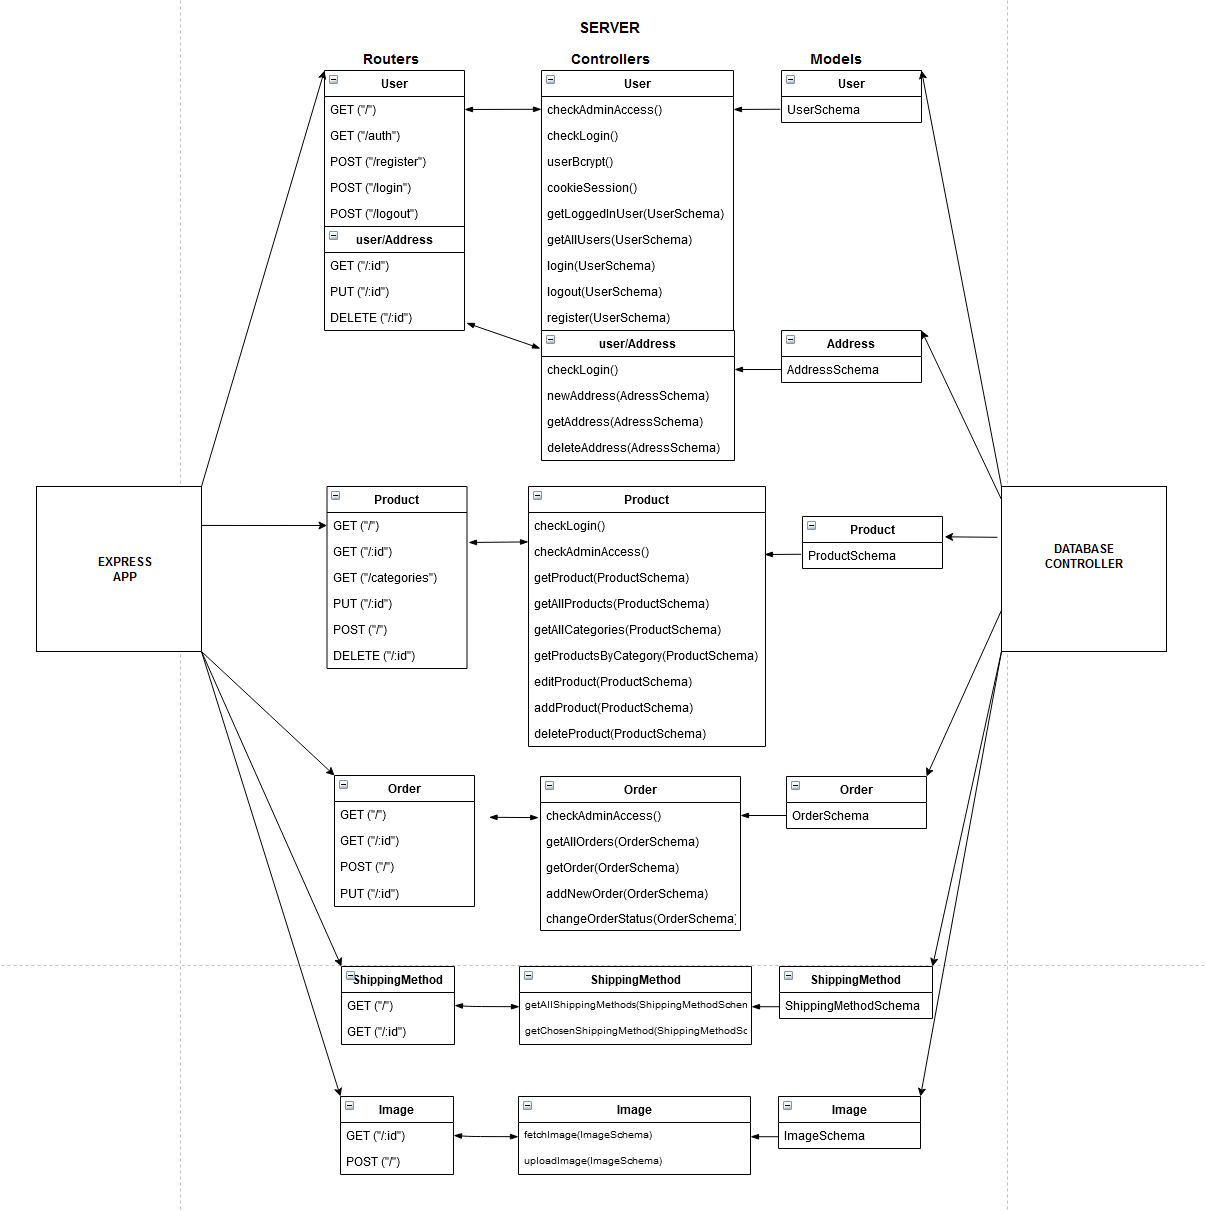 SERVER
Routers
Controllers
Models
User
GET ("/")
GET ("/auth")
POST ("/register")
POST ("/login")
POST ("/logout")
user/Address
GET ("/:id")
PUT ("/:id")
DELETE ("/:id")
User
checkAdminAccess()
checkLogin()
userBcrypt()
cookieSession()
getLoggedInUser(UserSchema)
getAllUsers(UserSchema)
login(UserSchema)
logout(UserSchema)
register(UserSchema)
user/Address
checkLogin()
newAddress(AdressSchema)
getAddress(AdressSchema)
deleteAddress(AdressSchema)
User
UserSchema
Address
AddressSchema
EXPRESS
APP
Product
GET ("/")
GET ("/:id")
GET ("/categories")
PUT ("/:id")
POST ("/")
DELETE ("/:id")
Product
checkLogin()
checkAdminAccess()
getProduct(ProductSchema)
getAllProducts(ProductSchema)
getAllCategories(ProductSchema)
getProductsByCategory(ProductSchema)
editProduct(ProductSchema)
addProduct(ProductSchema)
deleteProduct(ProductSchema)
Product
ProductSchema
DATABASE
CONTROLLER
Order
GET ("/")
GET ("/:id")
POST ("/")
PUT ("/:id")
Order
checkAdminAccess()
getAllOrders(OrderSchema)
getOrder(OrderSchema)
addNewOrder(OrderSchema)
changeOrderStatus(OrderSchema)
Order
OrderSchema
ShippingMethod
GET ("/")
GET ("/:id")
ShippingMethod
getAllShippingMethods(ShippingMethodSchem
getChosenShippingMethod(ShippingMethodSc
ShippingMethod
ShippingMethodSchema
Image
GET ("/:id")
POST ("/")
Image
fetchImage(ImageSchema)
uploadImage(ImageSchema)
Image
ImageSchema